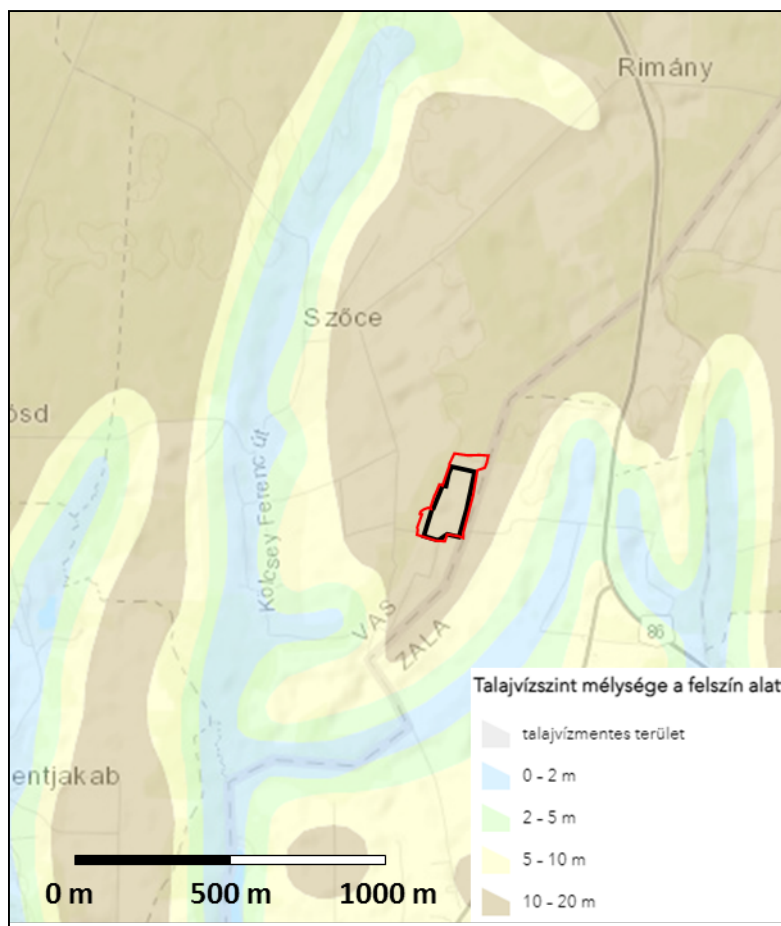 Rimány
Szőce
ősd
Kölcsey Ferenc út
VAS
ZALA
86
entjakab
Talajvízszint mélysége a felszín alat
talajvízmentes terület
0 - 2 m
2 - 5 m
5 - 10 m
10 - 20 m
0 m 500 m 1000 m